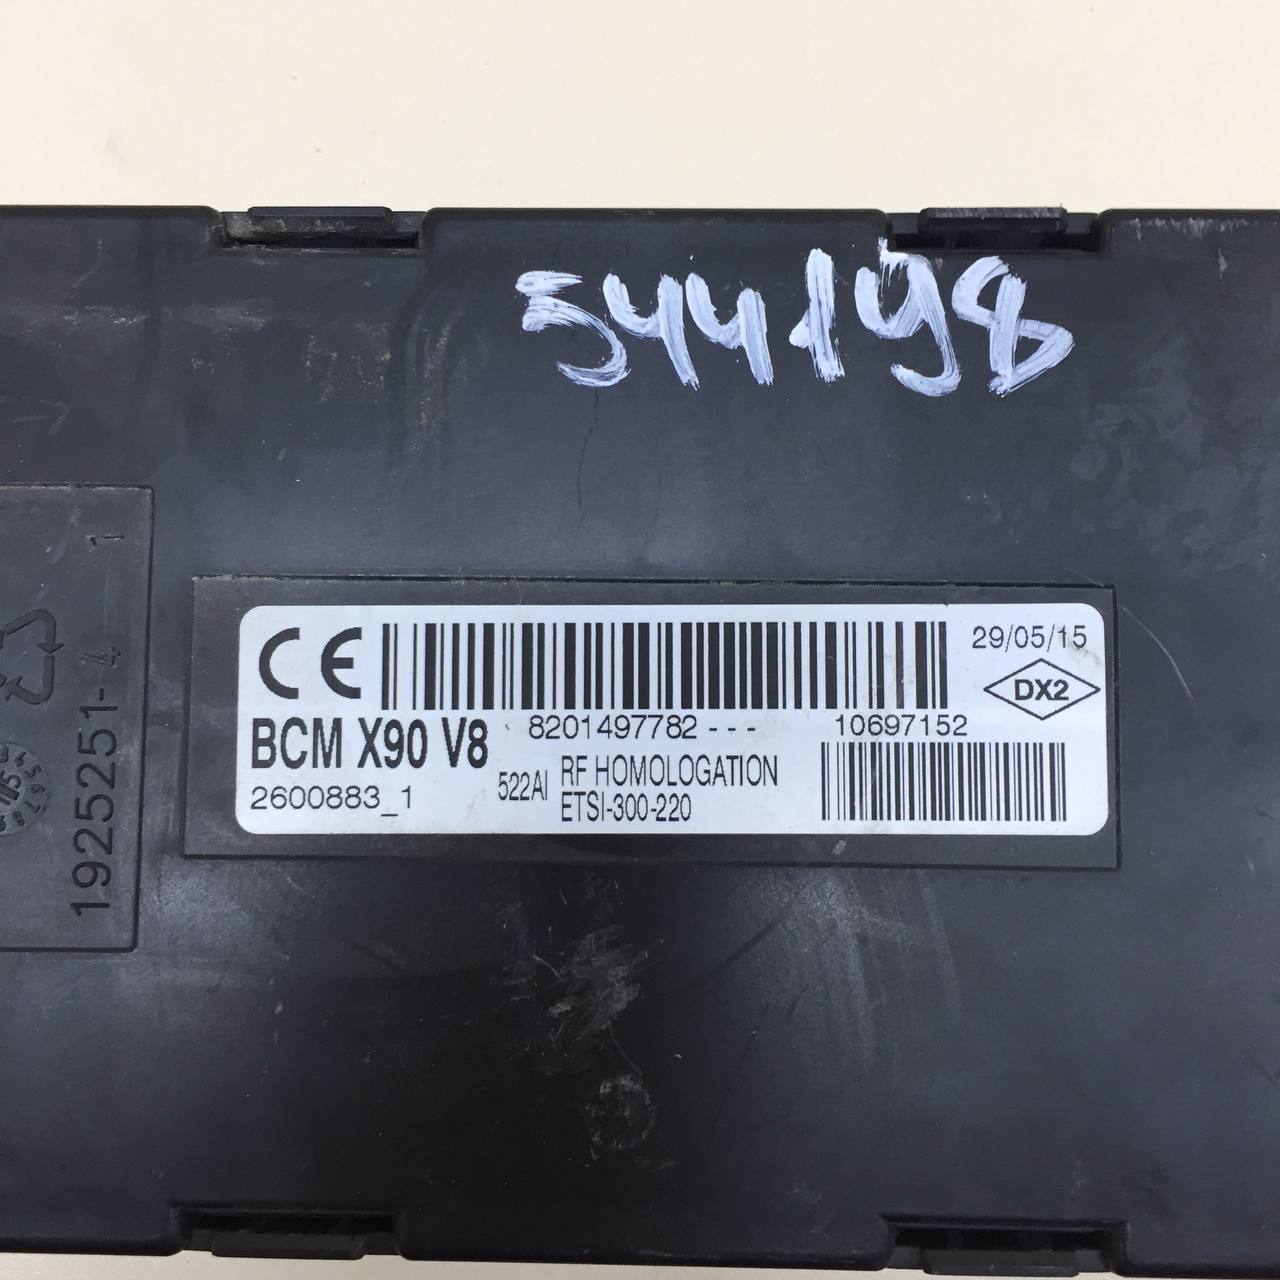 544198
CE
29/05/15
DX2
BCM X90 V8
8201497782---
10697152
2600883_1
522AI
RF HOMOLOGATION
ETSI-300-220
1925251-4 1